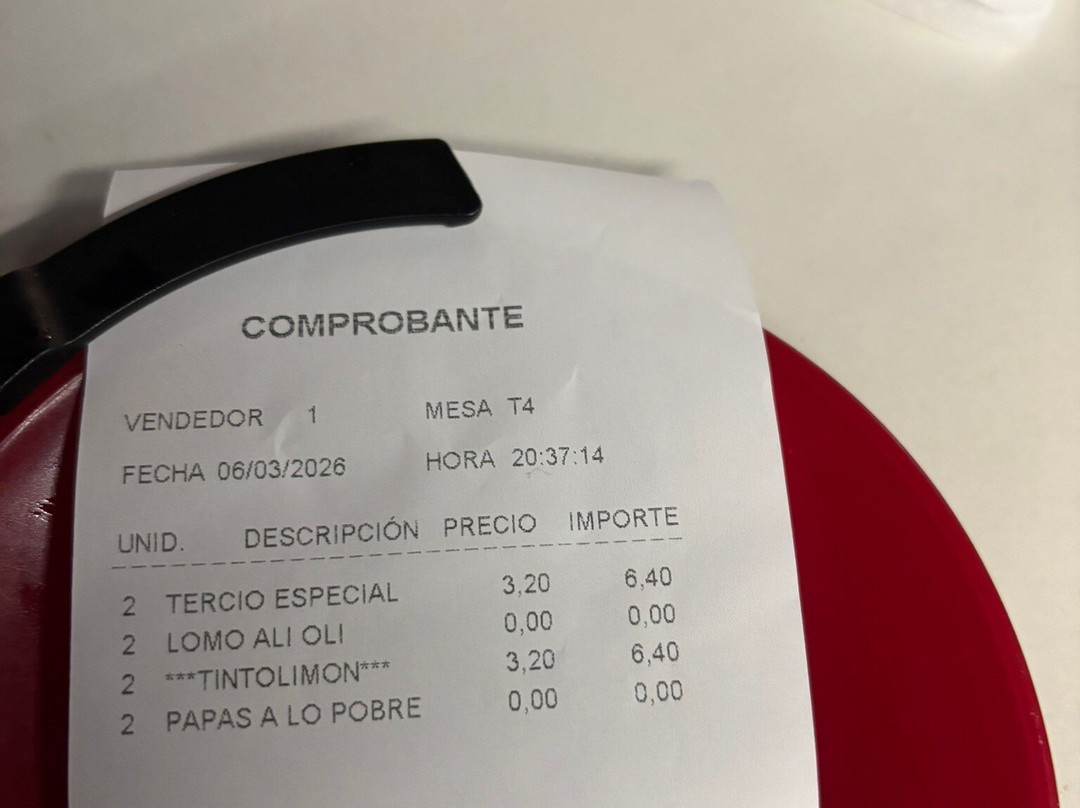 COMPROBANTE
VENDEDOR 1 MESA T4
FECHA 06/03/2026 HORA 20:37:14
UNID. DESCRIPCIÓN PRECIO IMPORTE
2 TERCIO ESPECIAL 3,20 6,40
2 LOMO ALI OLI 0,00 0,00
2 ***TINTOLIMON*** 3,20 6,40
2 PAPAS A LO POBRE 0,00 0,00